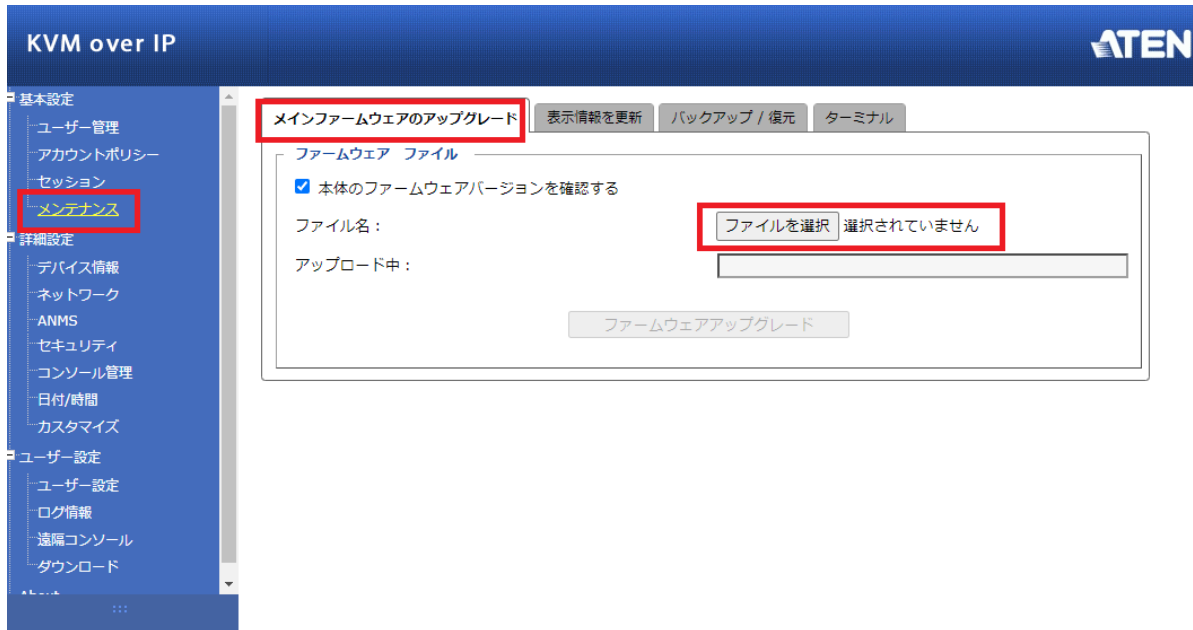 KVM over IP
ATEN
基本設定
ユーザー管理
アカウントポリシー
セッション
メンテナンス
詳細設定
デバイス情報
ネットワーク
ANMS
セキュリティ
コンソール管理
日付/時間
カスタマイズ
ユーザー設定
ユーザー設定
ログ情報
遠隔コンソール
ダウンロード
About
メインファームウェアのアップグレード 表示情報を更新 バックアップ / 復元 ターミナル
ファームウェア ファイル
本体のファームウェアバージョンを確認する
ファイル名： ファイルを選択 選択されていません
アップロード中：
ファームウェアアップグレード